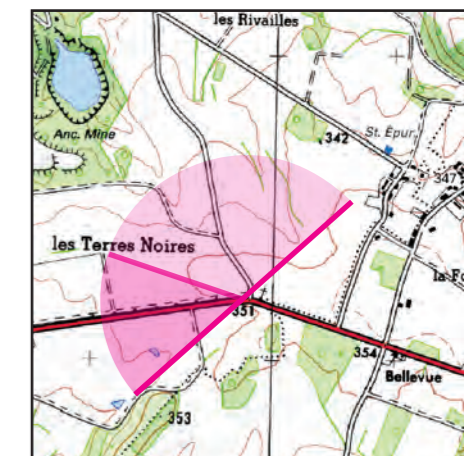 les Rivailles
Anc. Mine
342
St. Épur.
347
les Terres Noires
351
la Fo
354
Bellevue
353